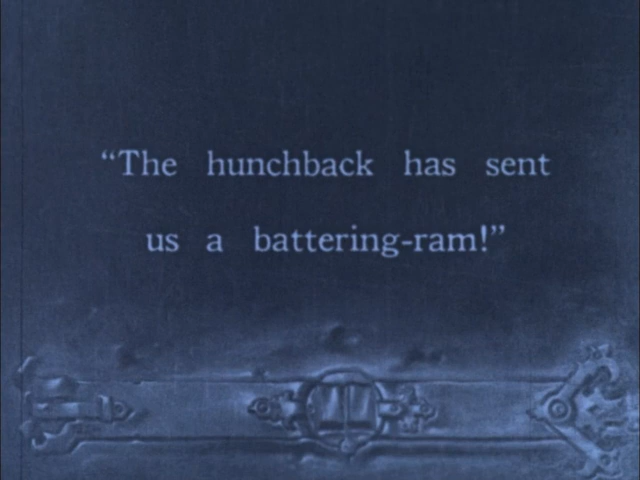 “The hunchback has sent
us a battering-ram!”